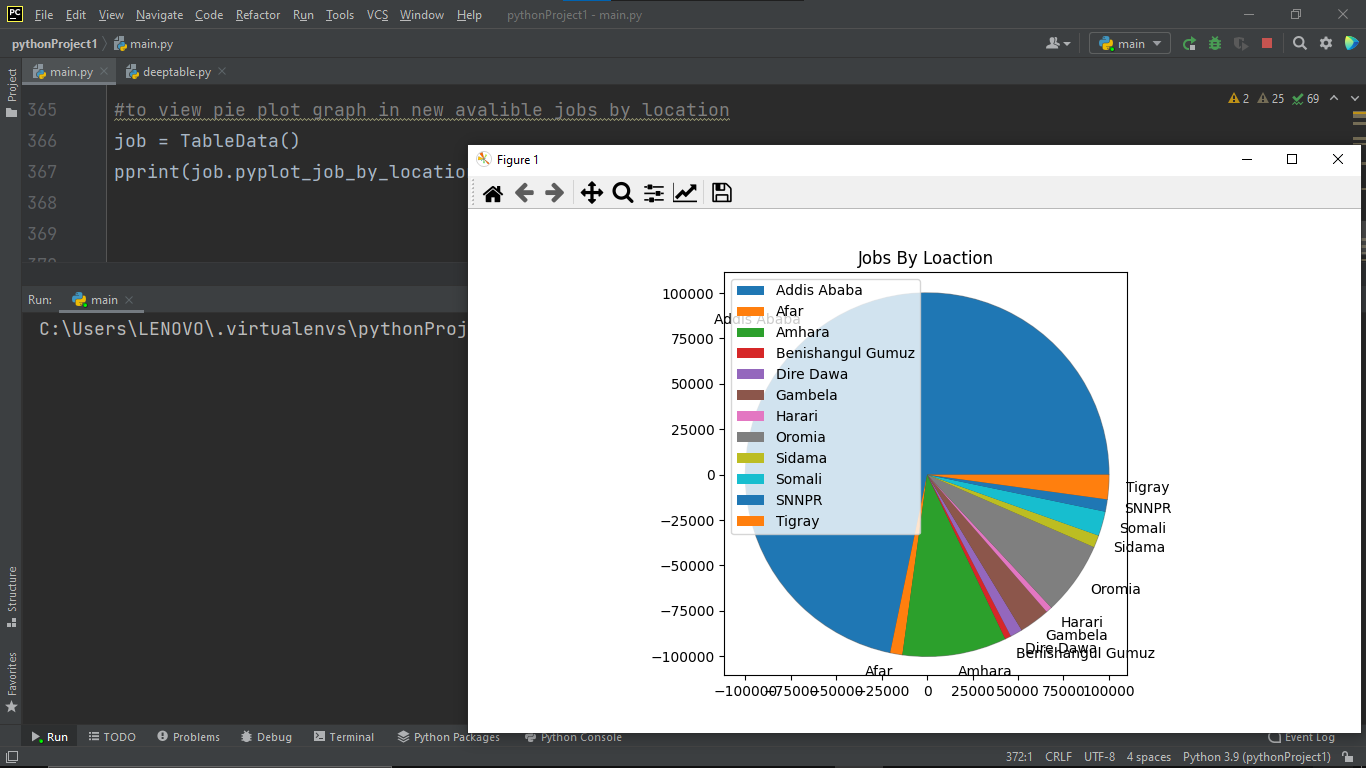 PC File Edit View Navigate Code Refactor Run Tools VCS Window Help pythonProject1 - main.py
pythonProject1 main.py main
main.py deeptable.py
Project
365 #to view pie plot graph in new avalible jobs by location
2 25 69
366 job = TableData()
367 pprint(job.pyplot_job_by_locatio
368
369
Run: main
C:\Users\LENOVO\.virtualenvs\pythonProj
Figure 1
Jobs By Loaction
Addis Ababa
Afar
Amhara
Benishangul Gumuz
Dire Dawa
Gambela
Harari
Oromia
Sidama
Somali
SNNPR
Tigray
100000
75000
50000
25000
0
−25000
−50000
−75000
−100000
Addis Ababa
Tigray
SNNPR
Somali
Sidama
Oromia
Harari
Gambela
Dire Dawa
Benishangul Gumuz
Afar
Amhara
−100000 −75000 −50000 −25000 0 25000 50000 75000 100000
Structure
Favorites
Run TODO Problems Debug Terminal Python Packages Python Console Event Log
372:1 CRLF UTF-8 4 spaces Python 3.9 (pythonProject1)